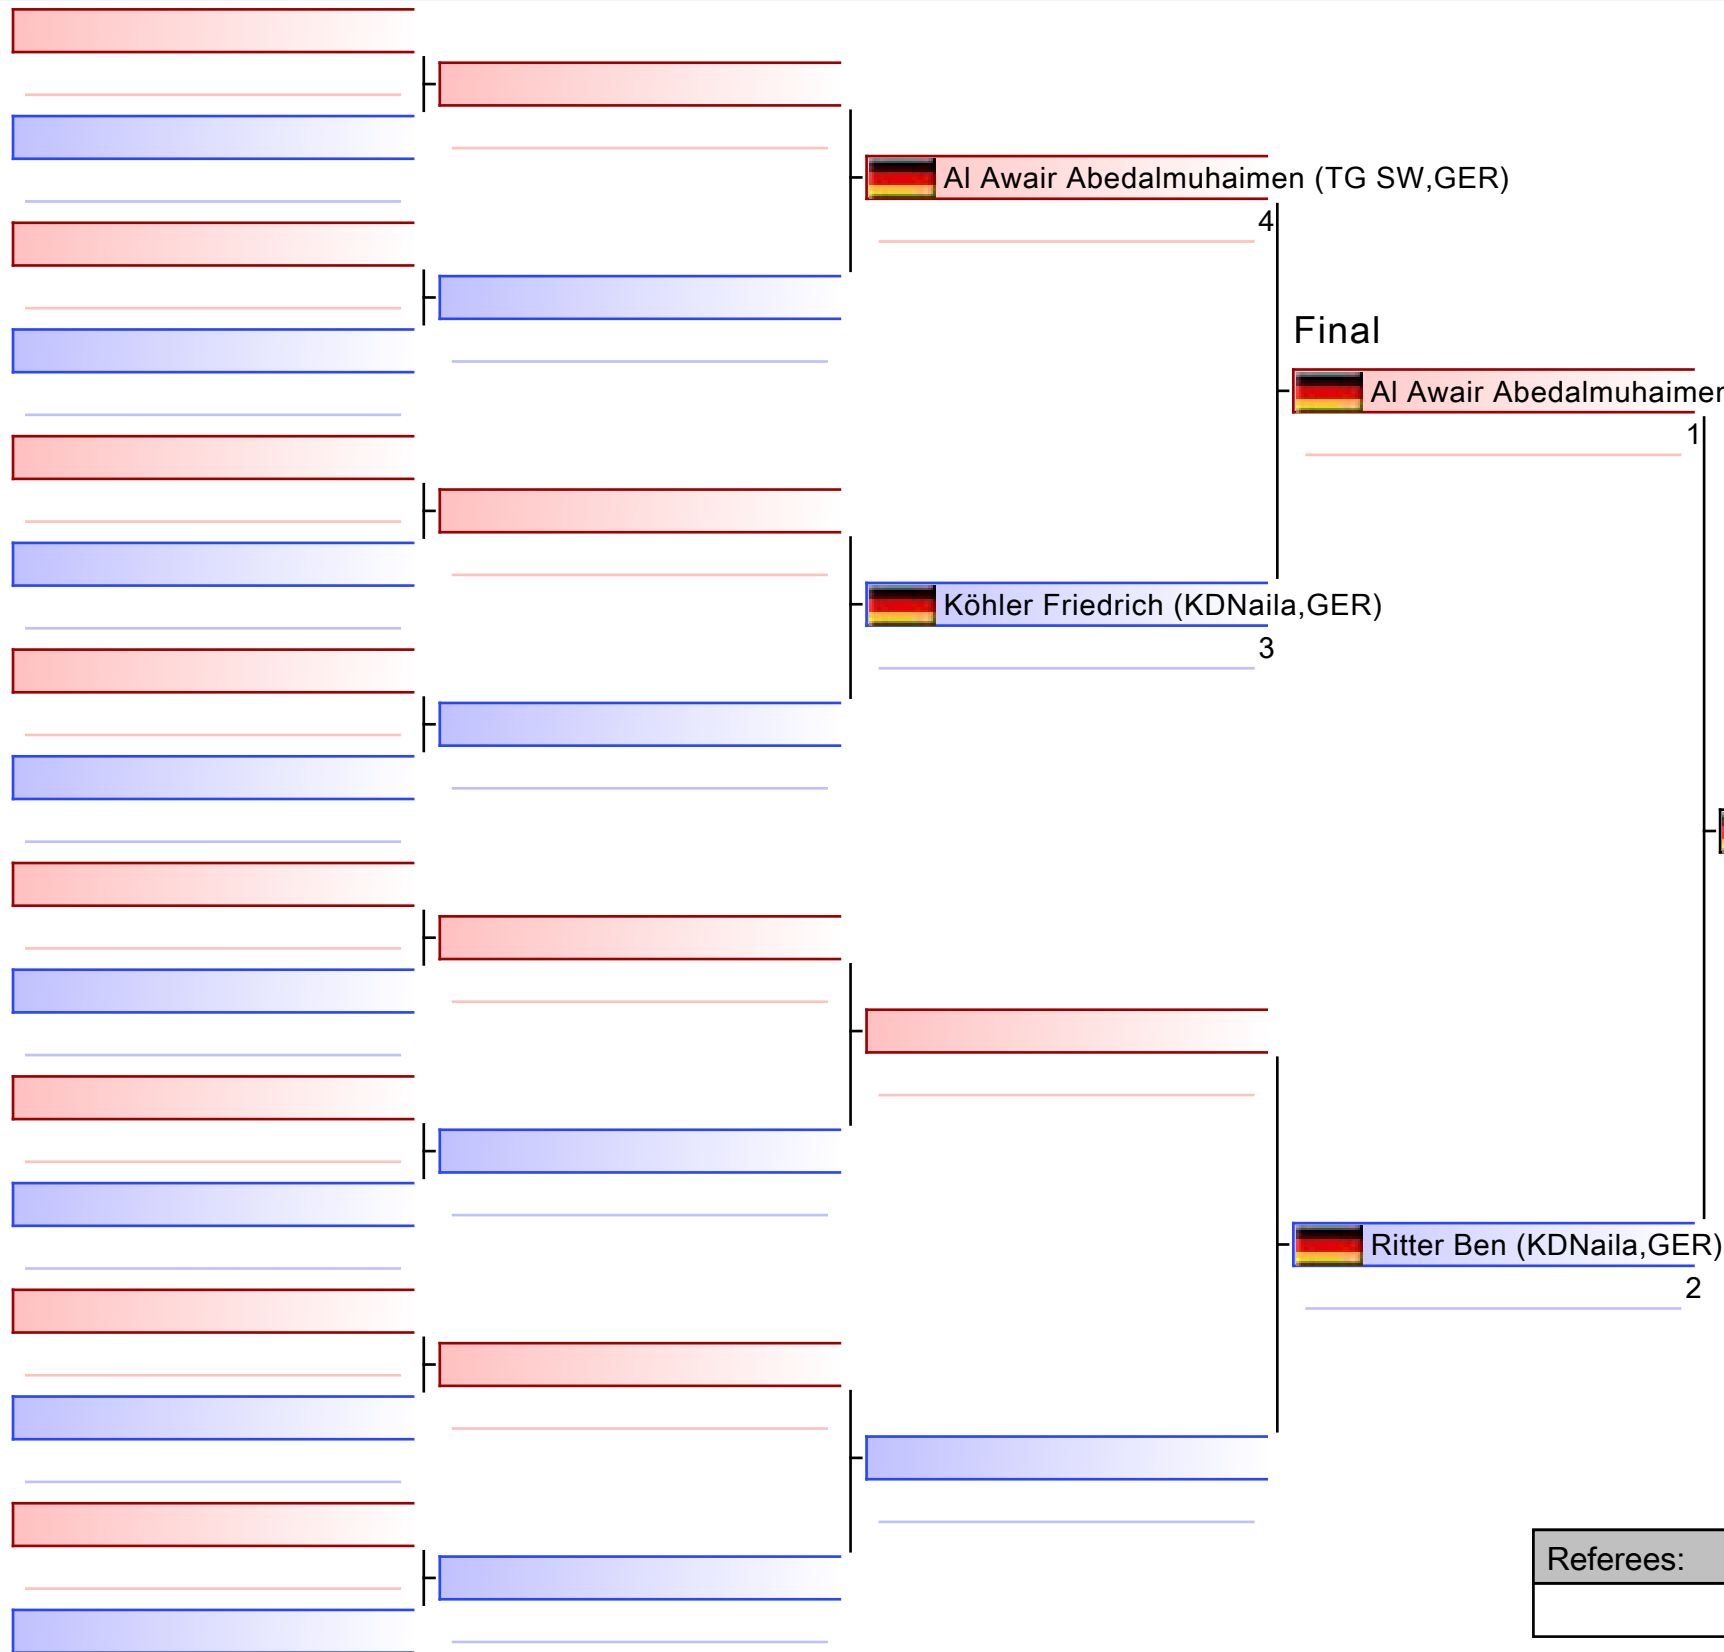 Al Awair Abedalmuhaimen (TG SW,GER)
4
Final
Al Awair Abedalmuhaimen
1
Köhler Friedrich (KDNaila,GER)
3
Ritter Ben (KDNaila,GER)
2
Referees: